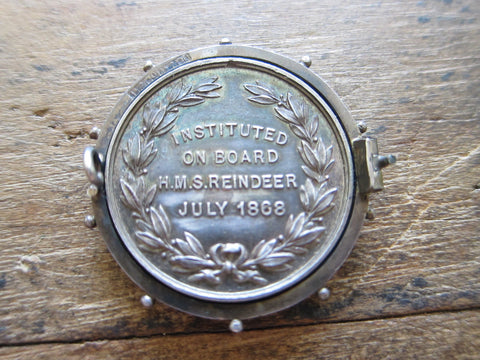 INSTITUTED
ON BOARD
H.M.S.REINDEER
JULY 1868